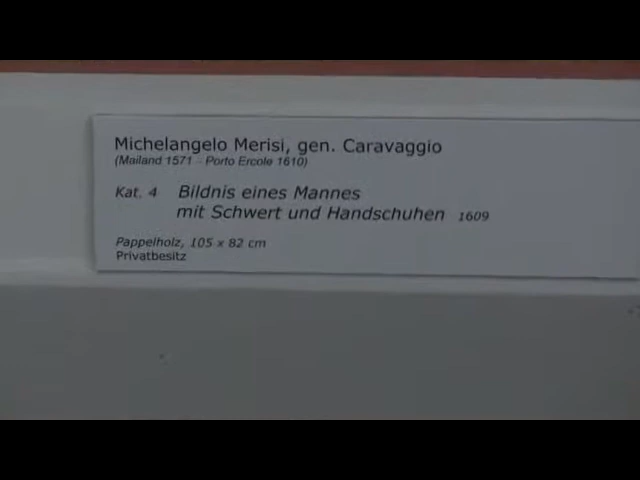 Michelangelo Merisi, gen. Caravaggio
(Mailand 1571 - Porto Ercole 1610)
Kat. 4 Bildnis eines Mannes
mit Schwert und Handschuhen 1609
Pappelholz, 105 x 82 cm
Privatbesitz